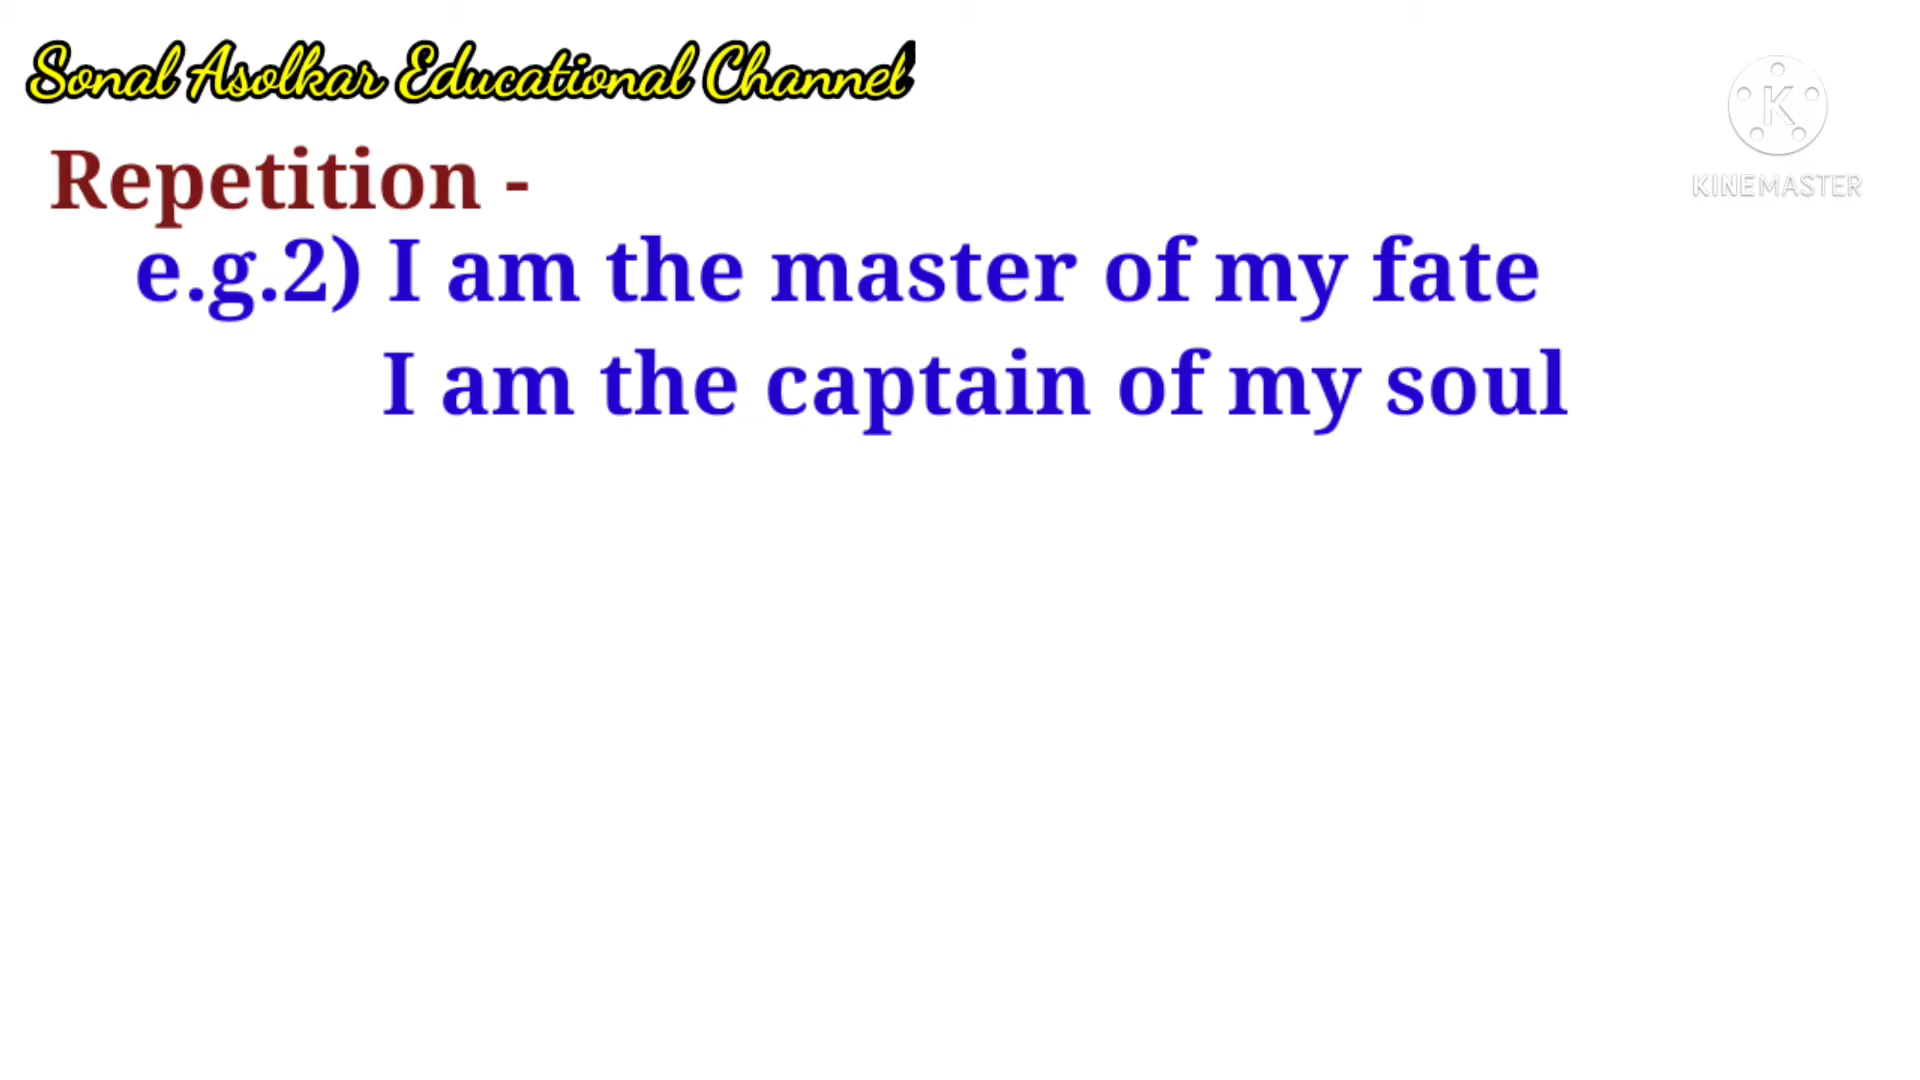 Sonal Asolkar Educational Channel
KINEMASTER
Repetition -
e.g.2) I am the master of my fate
I am the captain of my soul